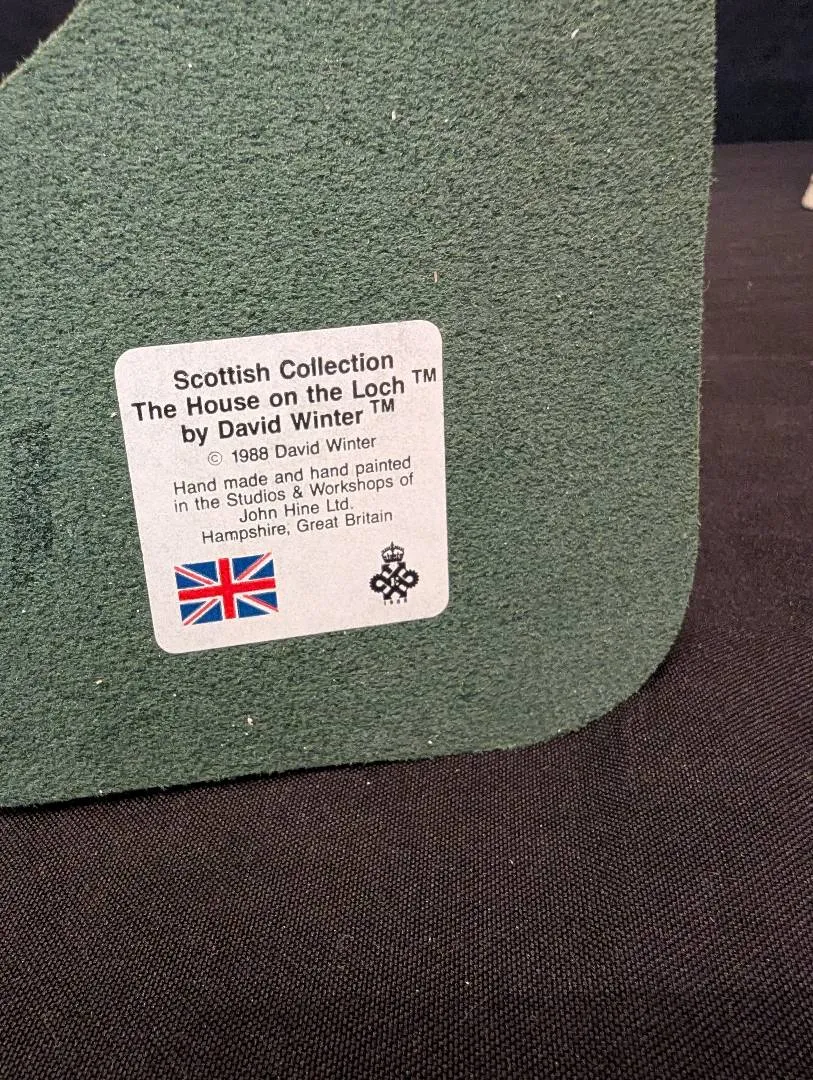 Scottish Collection
The House on the Loch ™
by David Winter ™
© 1988 David Winter
Hand made and hand painted
in the Studios & Workshops of
John Hine Ltd.
Hampshire, Great Britain